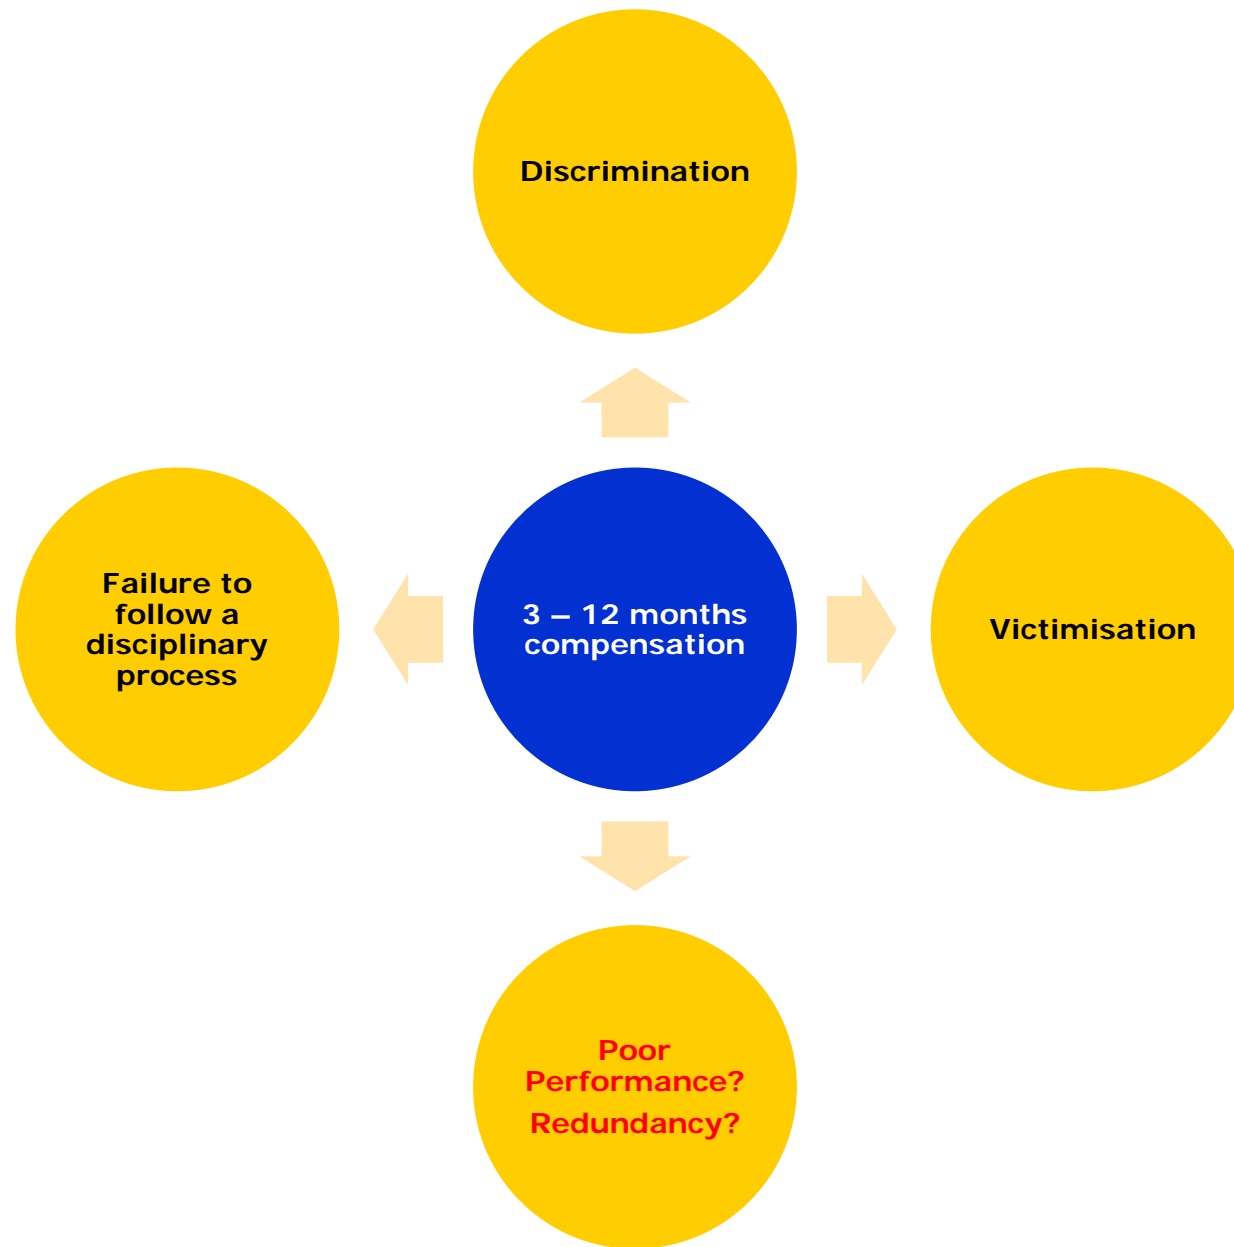 Discrimination
Failure to
follow a
disciplinary
process
3 – 12 months
compensation
Victimisation
Poor
Performance?
Redundancy?